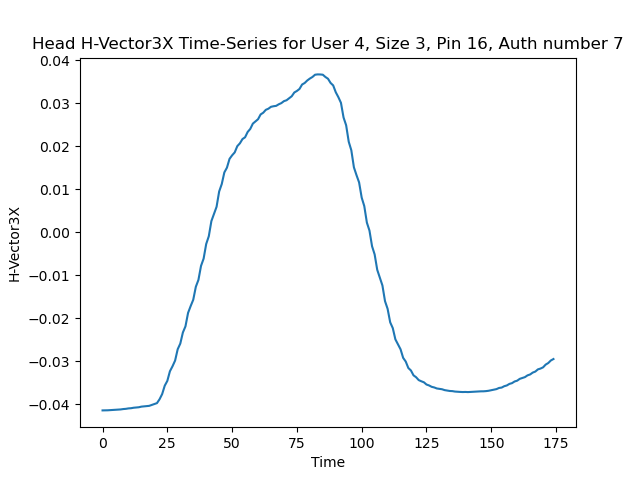 Head H-Vector3X Time-Series for User 4, Size 3, Pin 16, Auth number 7
0.04
0.03
0.02
0.01
0.00
−0.01
−0.02
−0.03
−0.04
H-Vector3X
0 25 50 75 100 125 150 175
Time